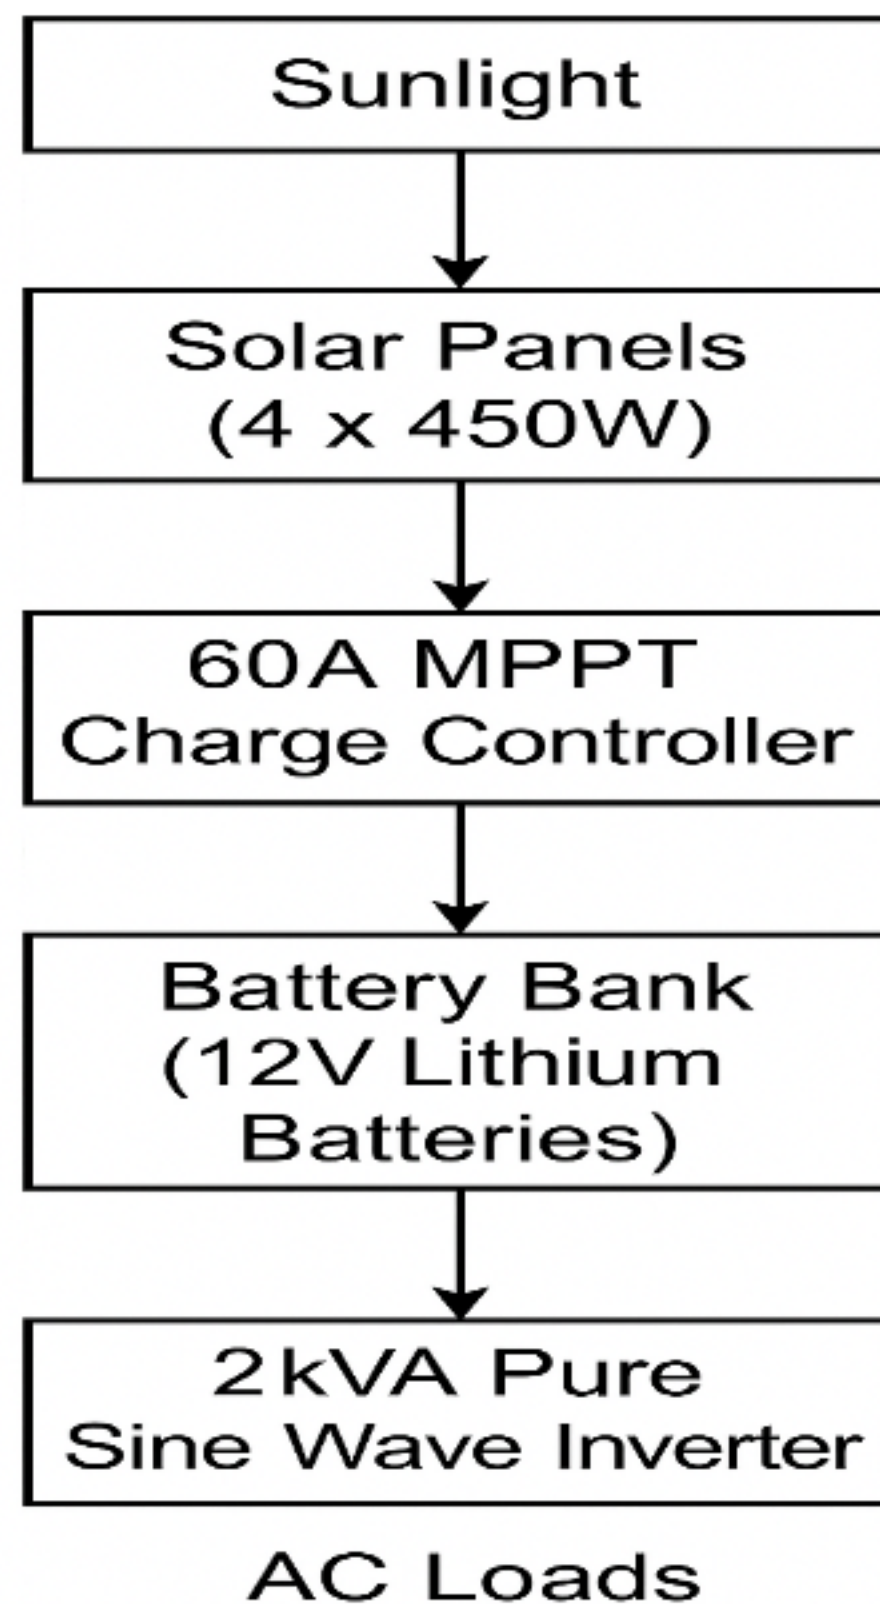 Sunlight
Solar Panels
(4 x 450W)
60A MPPT
Charge Controller
Battery Bank
(12V Lithium
Batteries)
2kVA Pure
Sine Wave Inverter
AC Loads